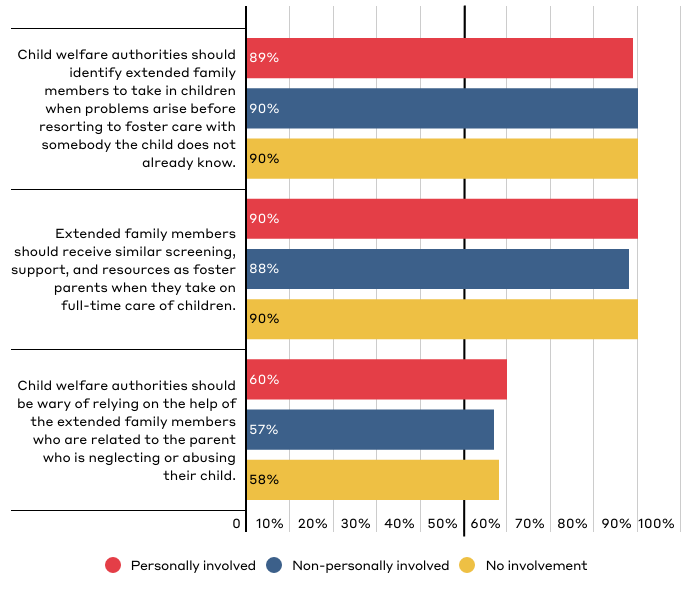 Child welfare authorities should
identify extended family
members to take in children
when problems arise before
resorting to foster care with
somebody the child does not
already know.
89%
90%
90%
Extended family members
should receive similar screening,
support, and resources as foster
parents when they take on
full-time care of children.
90%
88%
90%
Child welfare authorities should
be wary of relying on the help of
the extended family members
who are related to the parent
who is neglecting or abusing
their child.
60%
57%
58%
0 10% 20% 30% 40% 50% 60% 70% 80% 90% 100%
Personally involved Non-personally involved No involvement